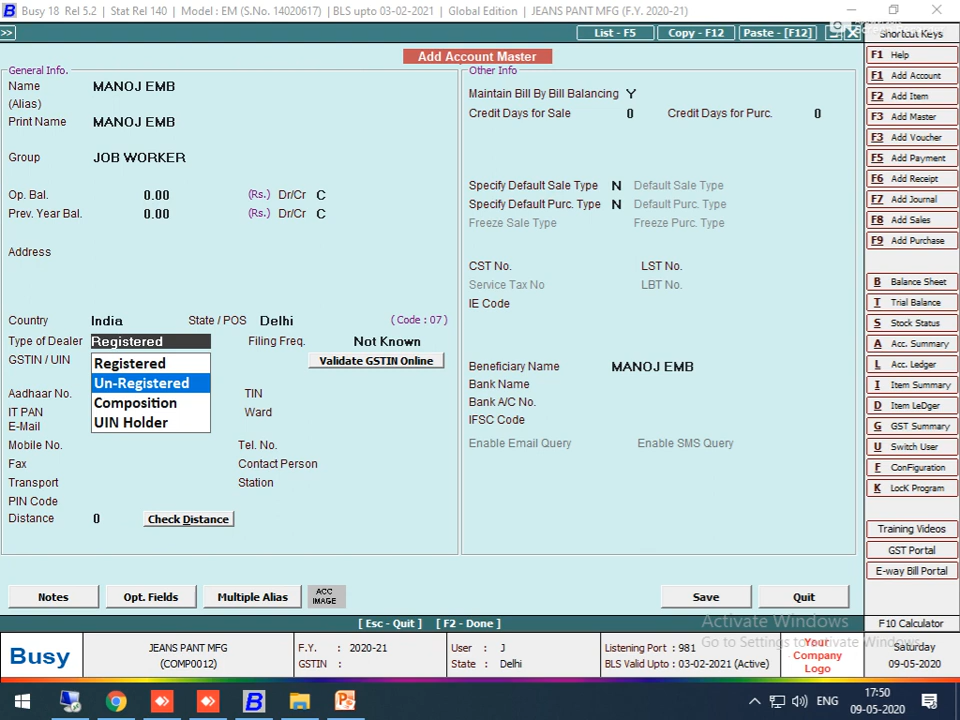 Busy 18 Rel 5.2 | Stat Rel 140 | Model : EM (S.No. 14020617) | BLS upto 03-02-2021 | Global Edition | JEANS PANT MFG (F.Y. 2020-21)
>> List - F5 Copy - F12 Paste - [F12]
Add Account Master
General Info.
Name MANOJ EMB
(Alias)
Print Name MANOJ EMB
Group JOB WORKER
Op. Bal. 0.00 (Rs.) Dr/Cr C
Prev. Year Bal. 0.00 (Rs.) Dr/Cr C
Address
Country India State / POS Delhi (Code : 07)
Type of Dealer Registered Filing Freq. Not Known
GSTIN / UIN Validate GSTIN Online
Registered
Un-Registered
Composition
UIN Holder
Aadhaar No. TIN
IT PAN Ward
E-Mail
Mobile No. Tel. No.
Fax Contact Person
Transport Station
PIN Code
Distance 0 Check Distance
Other Info
Maintain Bill By Bill Balancing Y
Credit Days for Sale 0 Credit Days for Purc. 0
Specify Default Sale Type N Default Sale Type
Specify Default Purc. Type N Default Purc. Type
Freeze Sale Type Freeze Purc. Type
CST No. LST No.
Service Tax No LBT No.
IE Code
Beneficiary Name MANOJ EMB
Bank Name
Bank A/C No.
IFSC Code
Enable Email Query Enable SMS Query
Notes Opt. Fields Multiple Alias ACC IMAGE Save Quit
[ Esc - Quit ] [ F2 - Done ]
Shortcut Keys
F1 Help
F1 Add Account
F2 Add Item
F3 Add Master
F3 Add Voucher
F5 Add Payment
F6 Add Receipt
F7 Add Journal
F8 Add Sales
F9 Add Purchase
B Balance Sheet
T Trial Balance
S Stock Status
A Acc. Summary
L Acc. Ledger
I Item Summary
D Item LeDger
G GST Summary
U Switch User
F ConFiguration
K LocK Program
Training Videos
GST Portal
E-way Bill Portal
F10 Calculator
Activate Windows
Go to Settings to activate Windows.
Busy
JEANS PANT MFG
(COMP0012)
F.Y. : 2020-21
GSTIN :
User : J
State : Delhi
Listening Port : 981
BLS Valid Upto : 03-02-2021 (Active)
Your
Company
Logo
Saturday
09-05-2020
ENG 17:50
09-05-2020